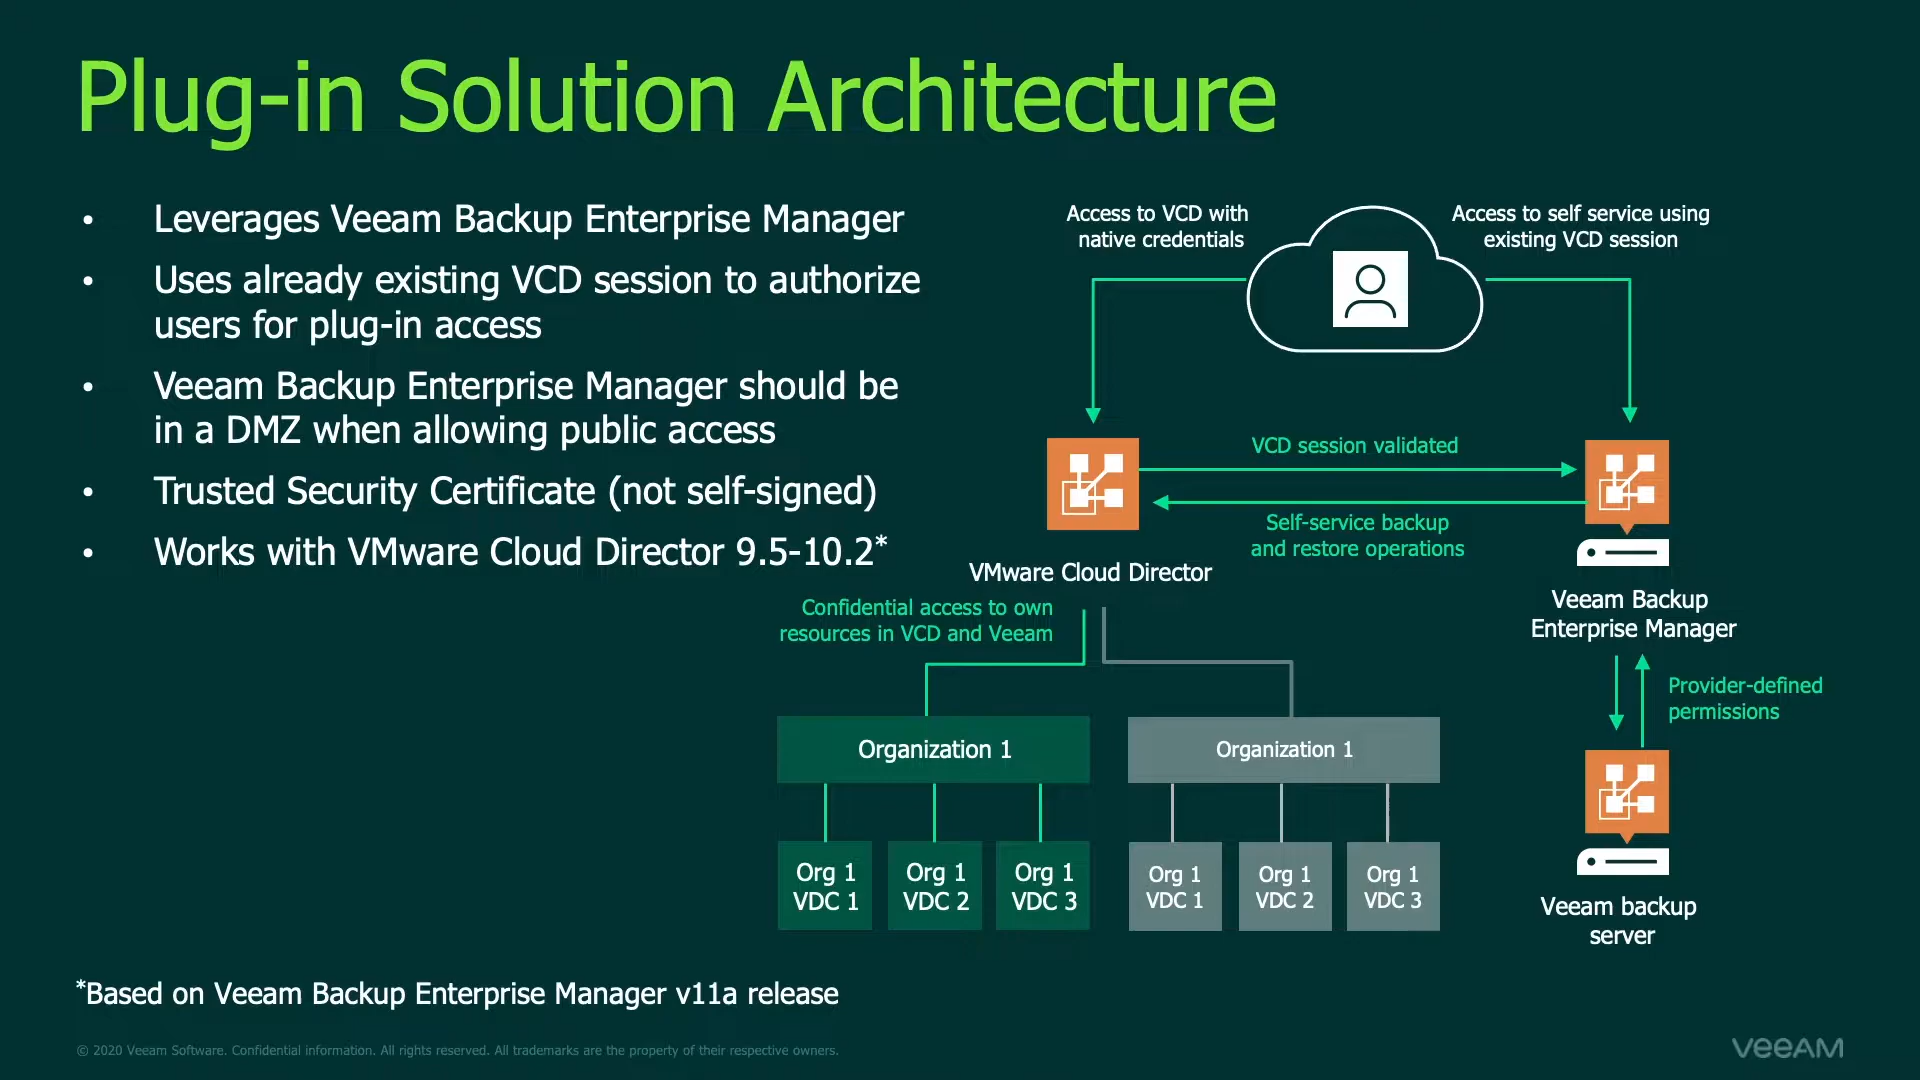 Plug-in Solution Architecture
• Leverages Veeam Backup Enterprise Manager
• Uses already existing VCD session to authorize
users for plug-in access
• Veeam Backup Enterprise Manager should be
in a DMZ when allowing public access
• Trusted Security Certificate (not self-signed)
• Works with VMware Cloud Director 9.5-10.2*
Access to VCD with
native credentials
Access to self service using
existing VCD session
VCD session validated
Self-service backup
and restore operations
VMware Cloud Director
Veeam Backup
Enterprise Manager
Confidential access to own
resources in VCD and Veeam
Provider-defined
permissions
Organization 1
Org 1
VDC 1
Org 1
VDC 2
Org 1
VDC 3
Organization 1
Org 1
VDC 1
Org 1
VDC 2
Org 1
VDC 3
Veeam backup
server
*Based on Veeam Backup Enterprise Manager v11a release
© 2020 Veeam Software. Confidential information. All rights reserved. All trademarks are the property of their respective owners.
VEEAM